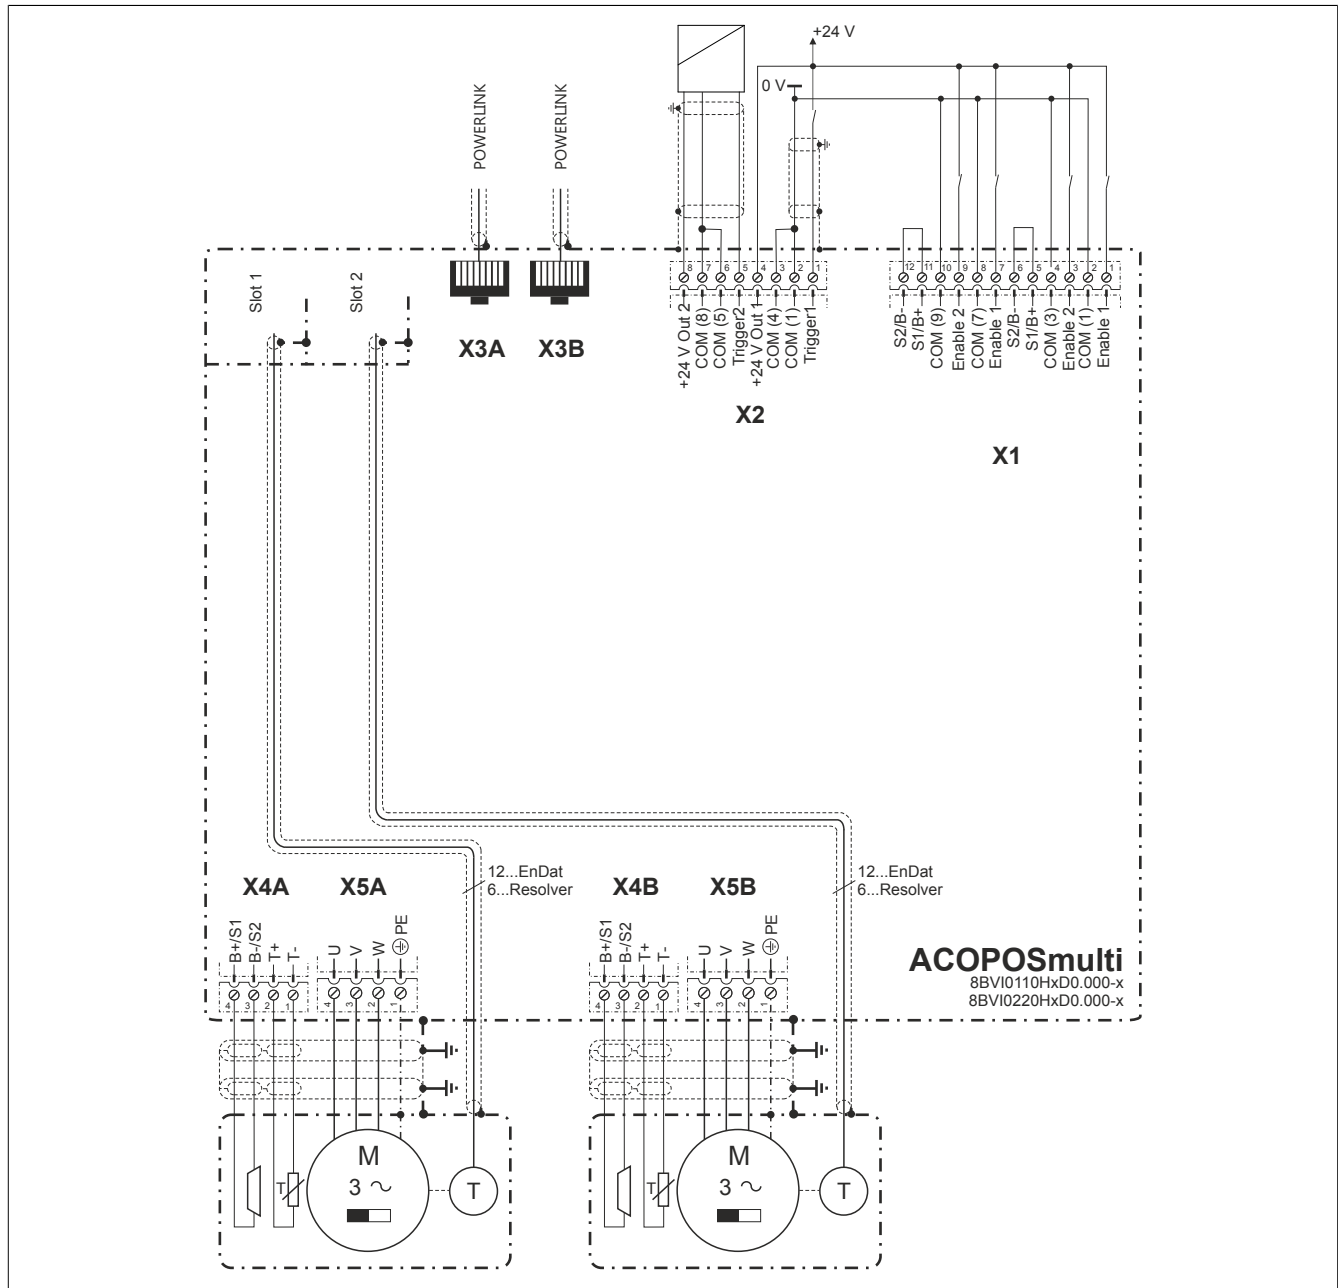 +24 V
0 V
POWERLINK
POWERLINK
Slot 1
Slot 2
8 7 6 5 4 3 2 1
12 11 10 9 8 7 6 5 4 3 2 1
+24 V Out 2
COM (8)
COM (5)
Trigger2
+24 V Out 1
COM (4)
COM (1)
Trigger1
S2/B-
S1/B+
COM (9)
Enable 2
COM (7)
Enable 1
S2/B-
S1/B+
COM (3)
Enable 2
COM (1)
Enable 1
X3A
X3B
X2
X1
12...EnDat
6...Resolver
12...EnDat
6...Resolver
X4A
X5A
X4B
X5B
B+/S1
B-/S2
T+
T-
U
V
W
PE
B+/S1
B-/S2
T+
T-
U
V
W
PE
ACOPOSmulti
8BVI0110HxD0.000-x
8BVI0220HxD0.000-x
4 3 2 1
4 3 2 1
4 3 2 1
4 3 2 1
M
3 ~
T
T
M
3 ~
T
T